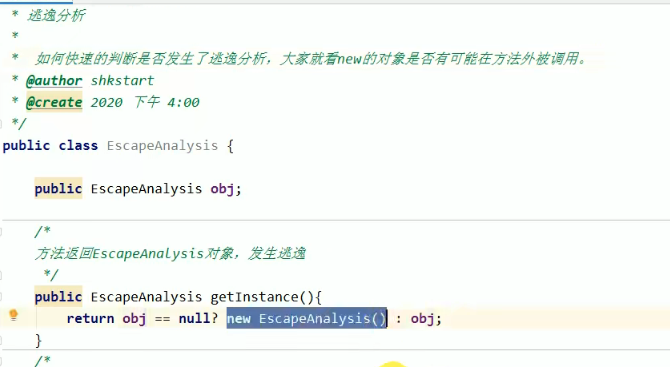 * 逃逸分析
*
* 如何快速的判断是否发生了逃逸分析，大家就看new的对象是否有可能在方法外被调用。
* @author shkstart
* @create 2020 下午 4:00
*/
public class EscapeAnalysis {
public EscapeAnalysis obj;
/*
方法返回EscapeAnalysis对象，发生逃逸
*/
public EscapeAnalysis getInstance(){
return obj == null? new EscapeAnalysis() : obj;
}
/*